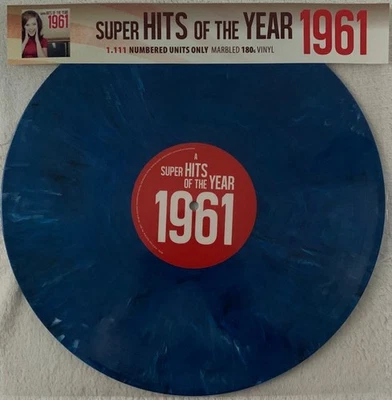 SUPER HITS OF THE YEAR 1961
1.111 NUMBERED UNITS ONLY MARBLED 180g VINYL
1961
A
SUPER HITS
OF THE YEAR
1961